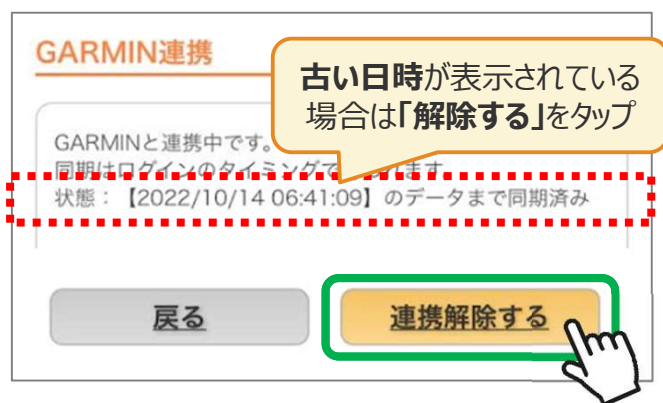 GARMIN連携
古い日時が表示されている
場合は「解除する」をタップ
GARMINと連携中です。
同期はログインのタイミングで
状態：【2022/10/14 06:41:09】のデータまで同期済み
戻る
連携解除する